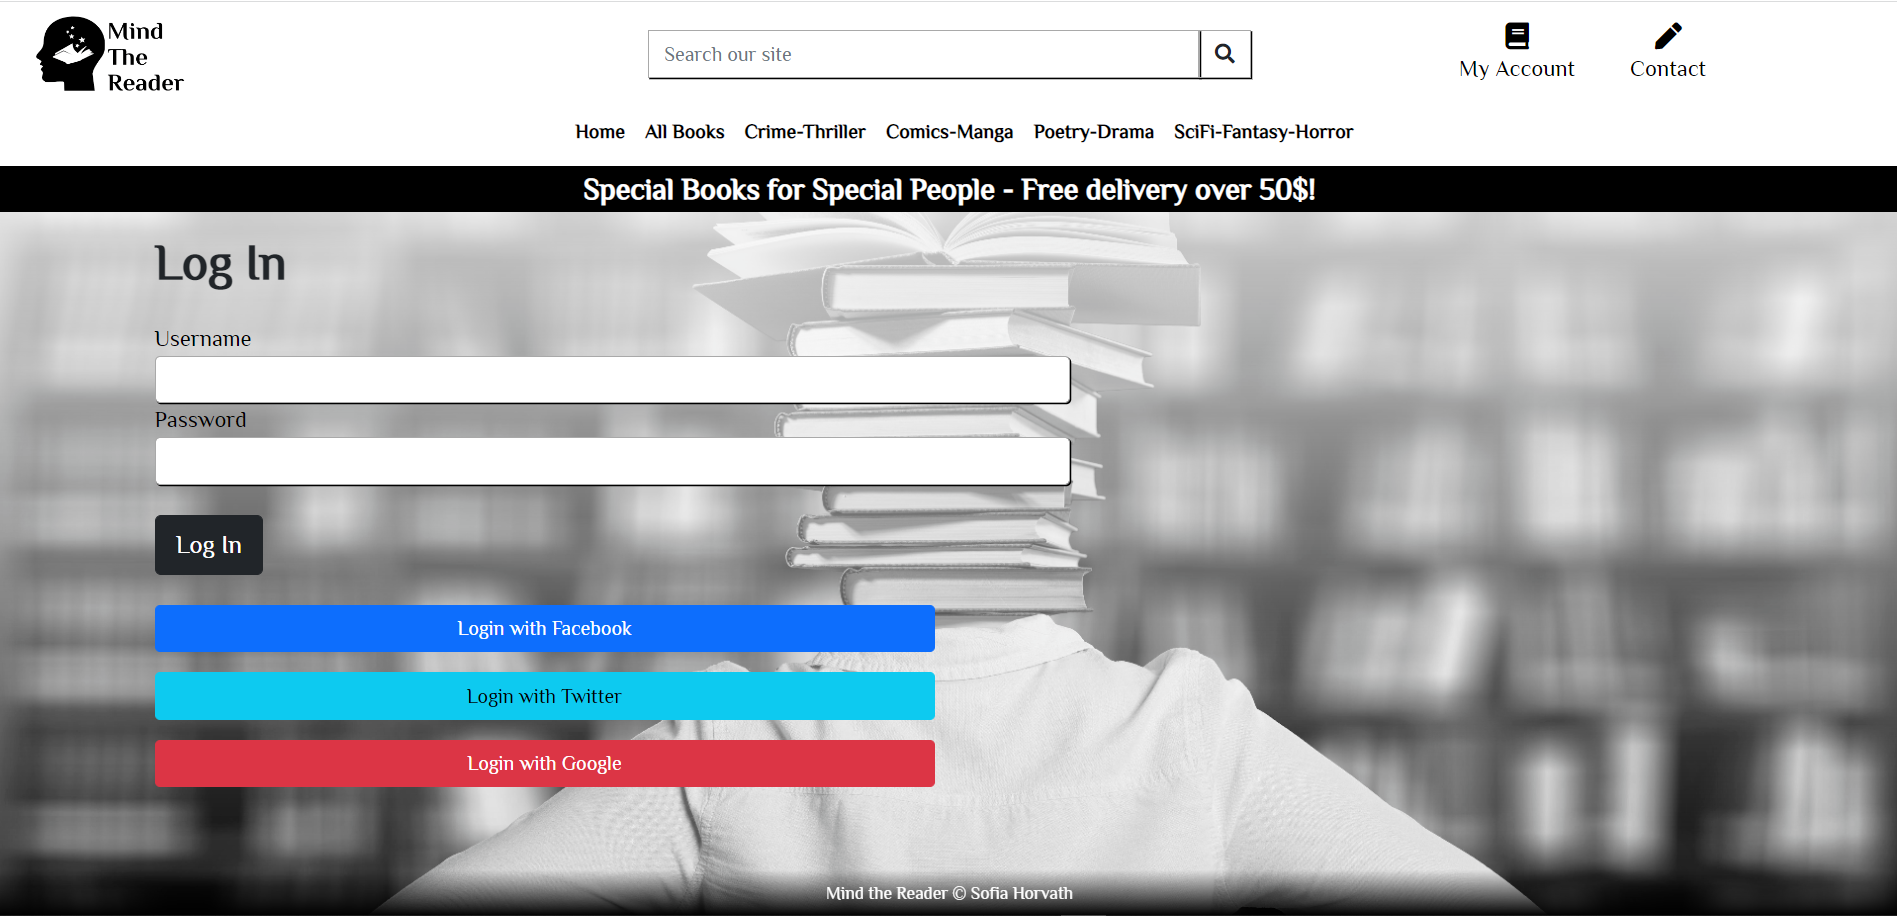 Mind
The
Reader
Search our site
My Account
Contact
Home All Books Crime-Thriller Comics-Manga Poetry-Drama SciFi-Fantasy-Horror
Special Books for Special People - Free delivery over 50$!
Log In
Username
Password
Log In
Login with Facebook
Login with Twitter
Login with Google
Mind the Reader © Sofia Horvath